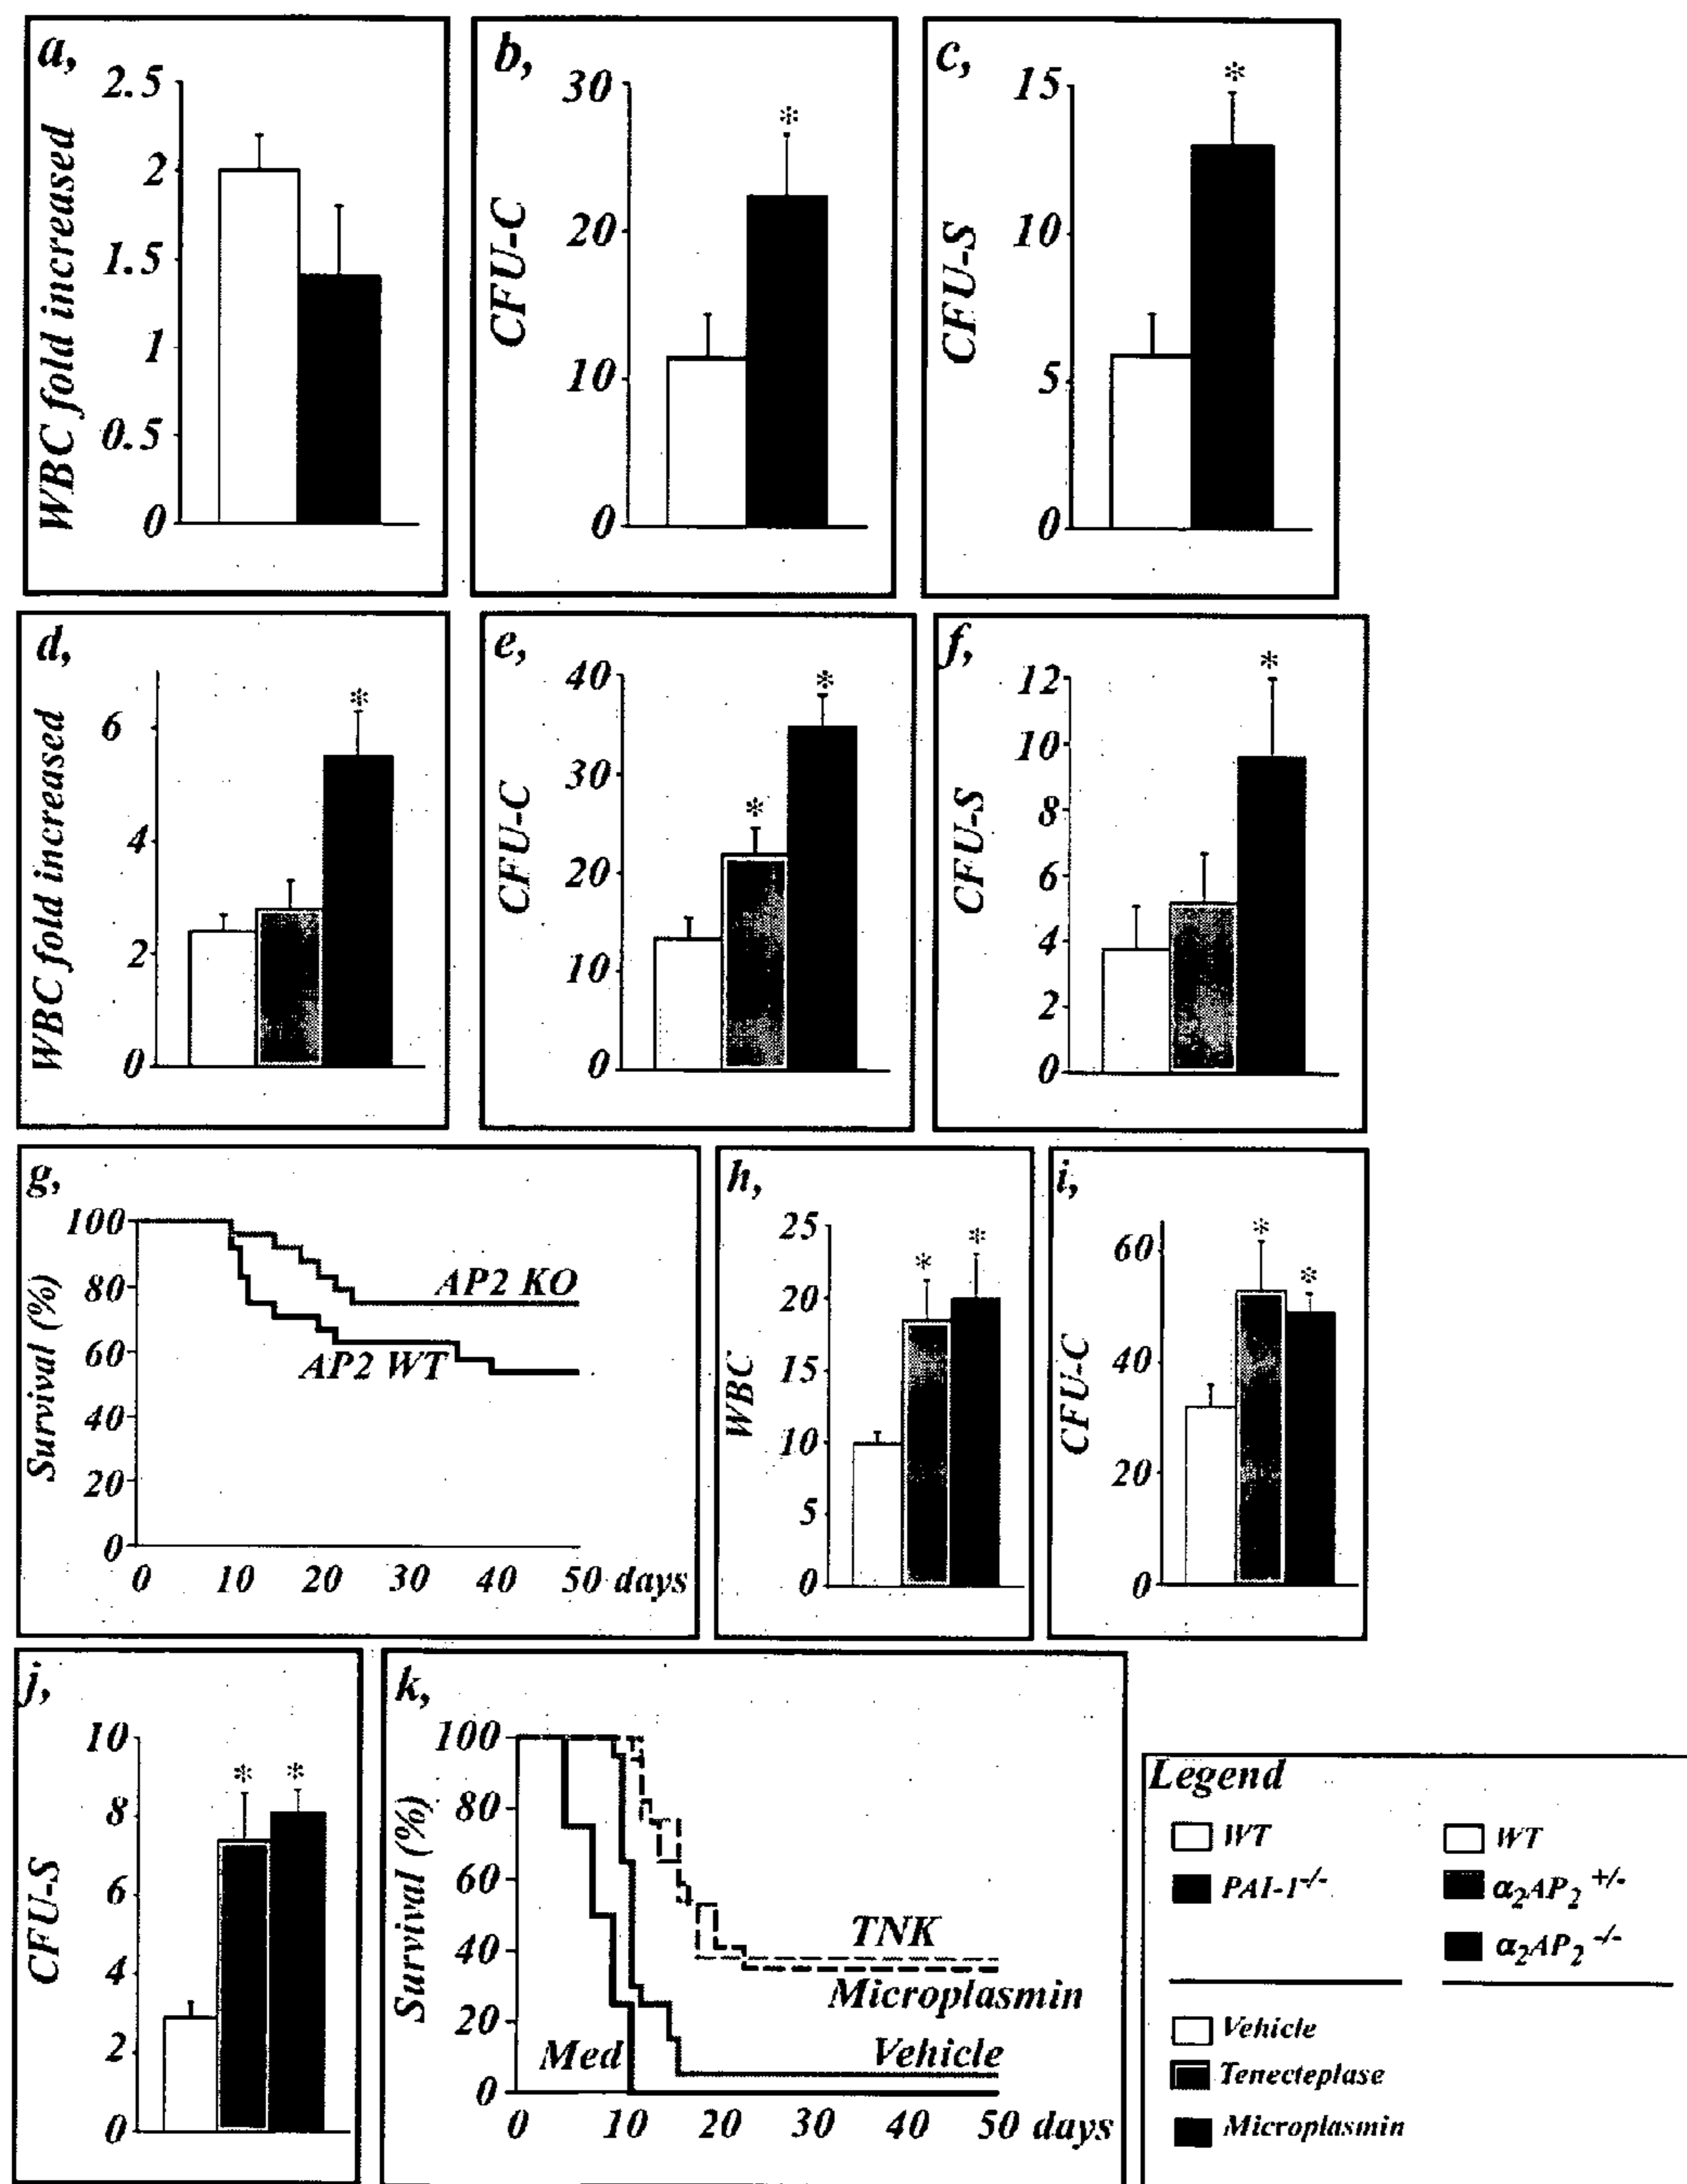 a,
2.5
2
1.5
1
0.5
0
WBC fold increased
b,
30
20
10
0
CFU-C
*
c,
15
10
5
0
CFU-S
*
d,
6
4
2
0
WBC fold increased
*
e,
40
30
20
10
0
CFU-C
*
*
f,
12
10
8
6
4
2
0
CFU-S
*
g,
100
80
60
40
20
0
Survival (%)
AP2 KO
AP2 WT
0 10 20 30 40 50 days
h,
25
20
15
10
5
0
WBC
* *
i,
60
40
20
0
CFU-C
* *
j,
10
8
6
4
2
0
CFU-S
* *
k,
100
80
60
40
20
0
Survival (%)
TNK
Microplasmin
Med
Vehicle
0 10 20 30 40 50 days
Legend
WT
PAI-1-/-
WT
α2AP2 +/-
α2AP2 -/-
Vehicle
Tenecteplase
Microplasmin